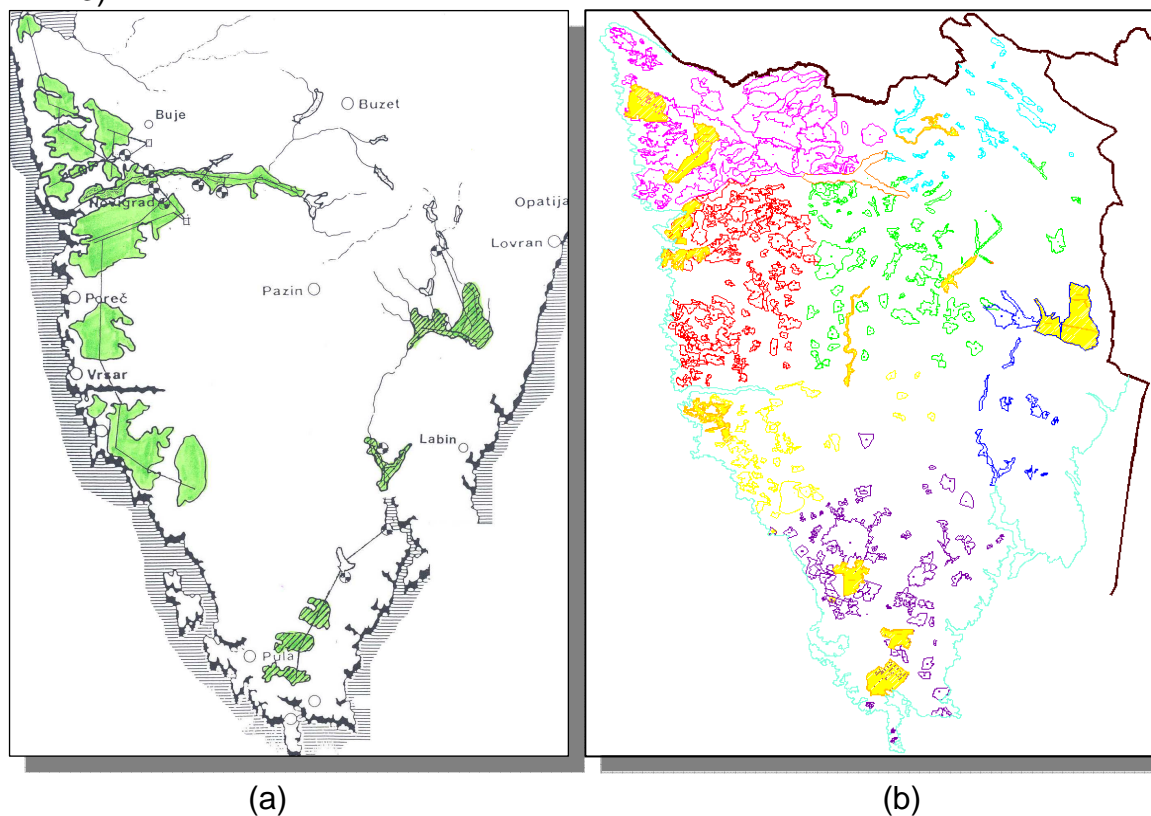 Buje
Buzet
Novigrad
Opatija
Lovran
Pazin
Poreč
Vrsar
Labin
Pula
(a)
(b)